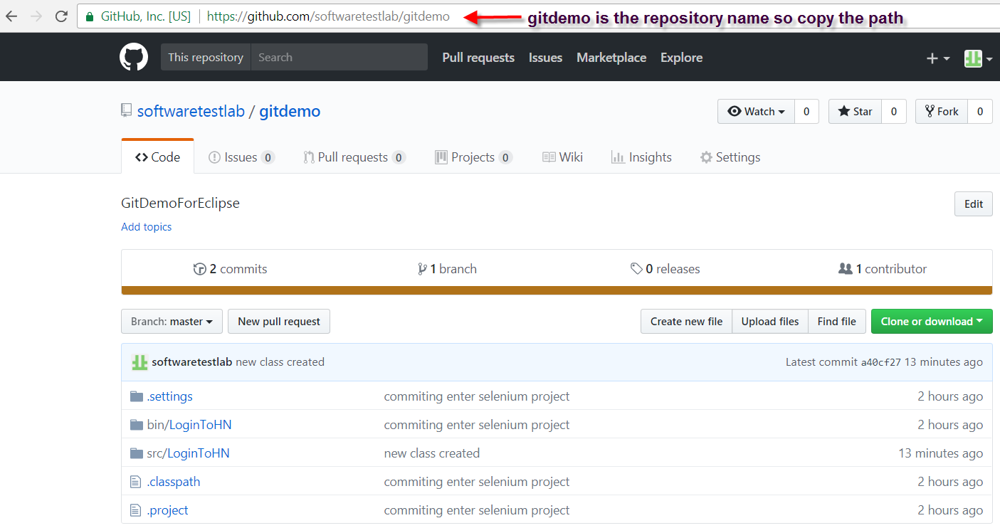 GitHub, Inc. [US] https://github.com/softwaretestlab/gitdemo gitdemo is the repository name so copy the path
This repository Search Pull requests Issues Marketplace Explore
softwaretestlab / gitdemo Watch 0 Star 0 Fork 0
Code Issues 0 Pull requests 0 Projects 0 Wiki Insights Settings
GitDemoForEclipse Edit
Add topics
2 commits 1 branch 0 releases 1 contributor
Branch: master New pull request Create new file Upload files Find file Clone or download
softwaretestlab new class created Latest commit a40cf27 13 minutes ago
.settings commiting enter selenium project 2 hours ago
bin/LoginToHN commiting enter selenium project 2 hours ago
src/LoginToHN new class created 13 minutes ago
.classpath commiting enter selenium project 2 hours ago
.project commiting enter selenium project 2 hours ago